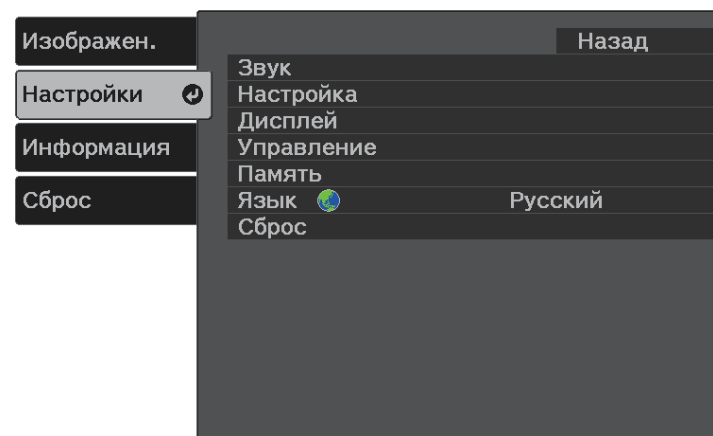 Изображен.
Настройки
Информация
Сброс
Назад
Звук
Настройка
Дисплей
Управление
Память
Язык Русский
Сброс